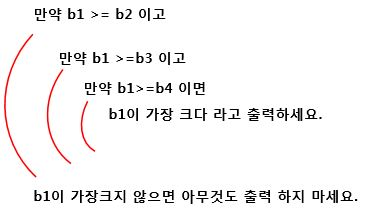 만약 b1 >= b2 이고
만약 b1 >=b3 이고
만약 b1>=b4 이면
b1이 가장 크다 라고 출력하세요.
b1이 가장크지 않으면 아무것도 출력 하지 마세요.